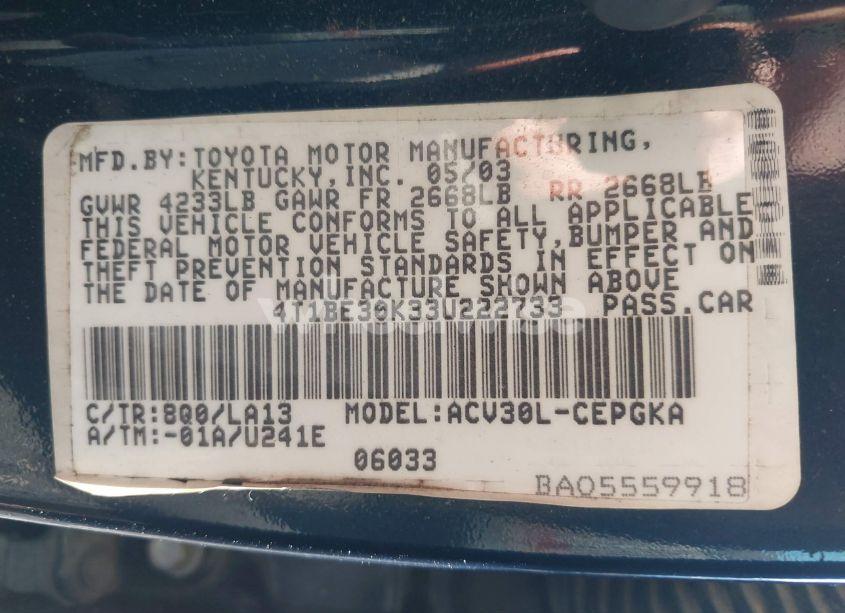 MFD.BY:TOYOTA MOTOR MANUFACTURING,
KENTUCKY,INC. 05/03
GVWR 4233LB GAWR FR 2668LB RR 2668LB
THIS VEHICLE CONFORMS TO ALL APPLICABLE
FEDERAL MOTOR VEHICLE SAFETY,BUMPER AND
THEFT PREVENTION STANDARDS IN EFFECT ON
THE DATE OF MANUFACTURE SHOWN ABOVE
4T1BE30K33U222733 PASS.CAR
C/TR:8Q0/LA13 MODEL:ACV30L-CEPGKA
A/TM:-01A/U241E
06033
BAO5559918